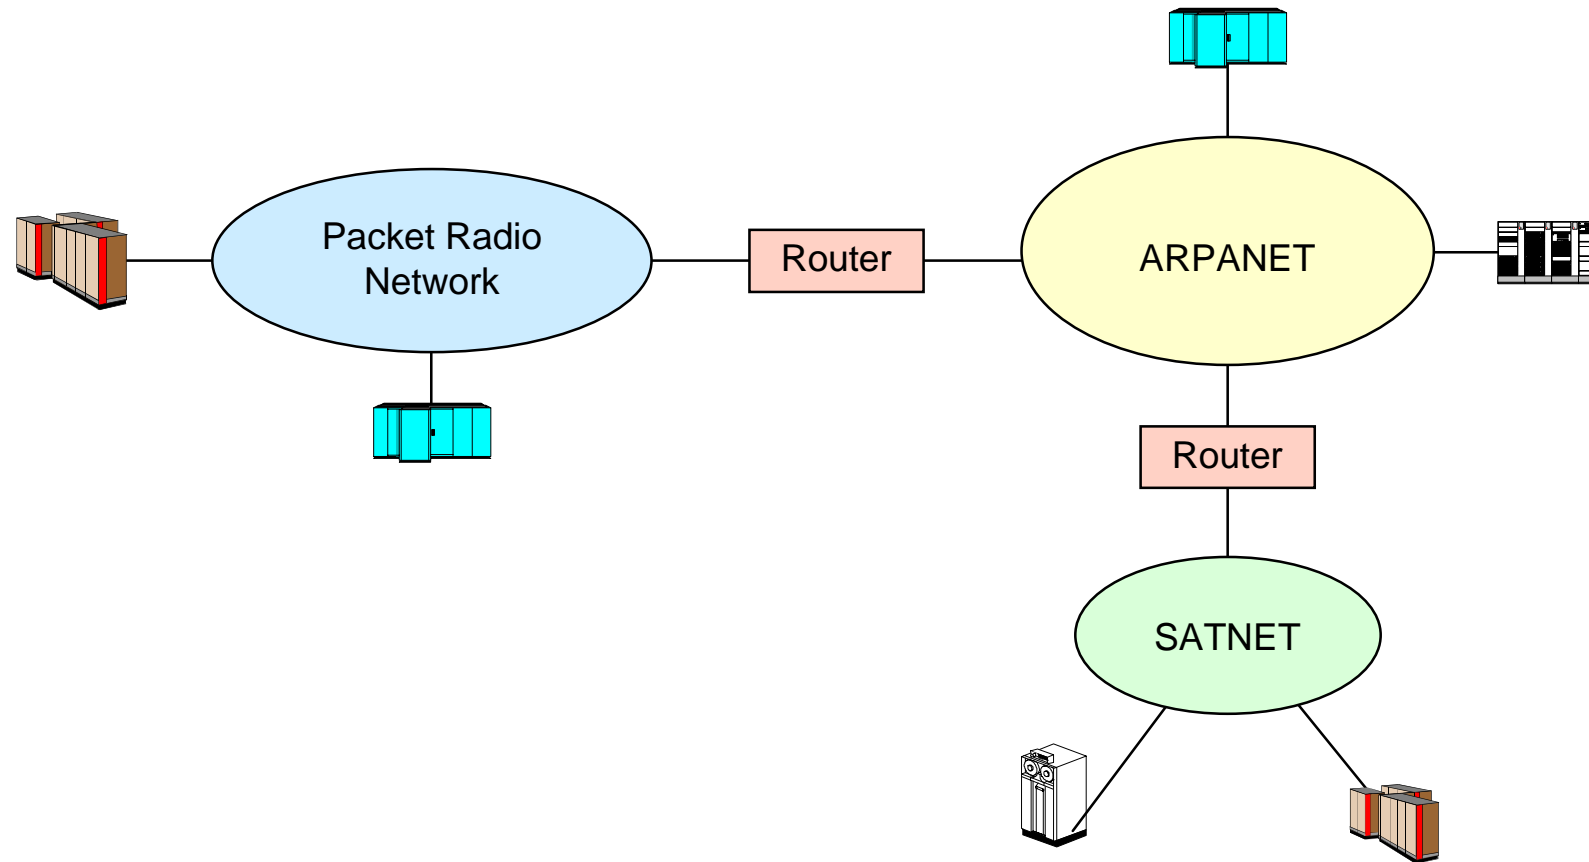 Packet Radio
Network
Router
ARPANET
Router
SATNET